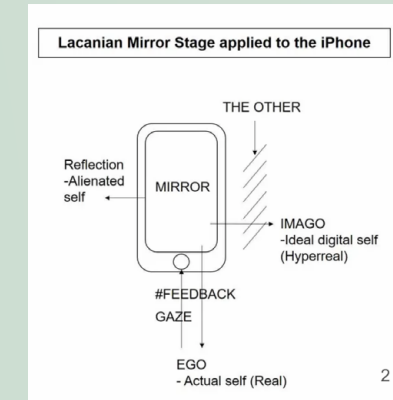 Lacanian Mirror Stage applied to the iPhone
THE OTHER
Reflection
-Alienated
self
MIRROR
IMAGO
-Ideal digital self
(Hyperreal)
#FEEDBACK
GAZE
EGO
- Actual self (Real)
2